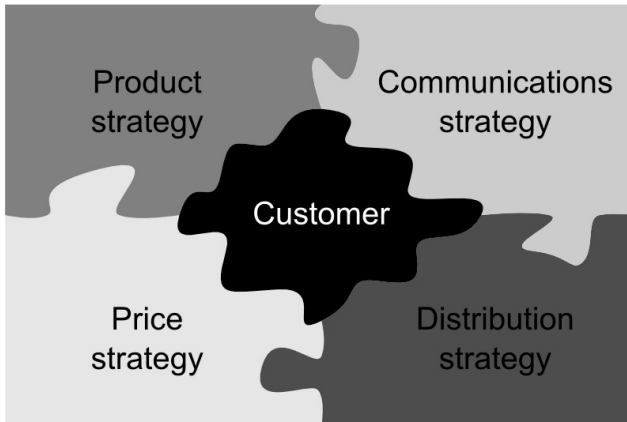 Product
strategy
Communications
strategy
Customer
Price
strategy
Distribution
strategy